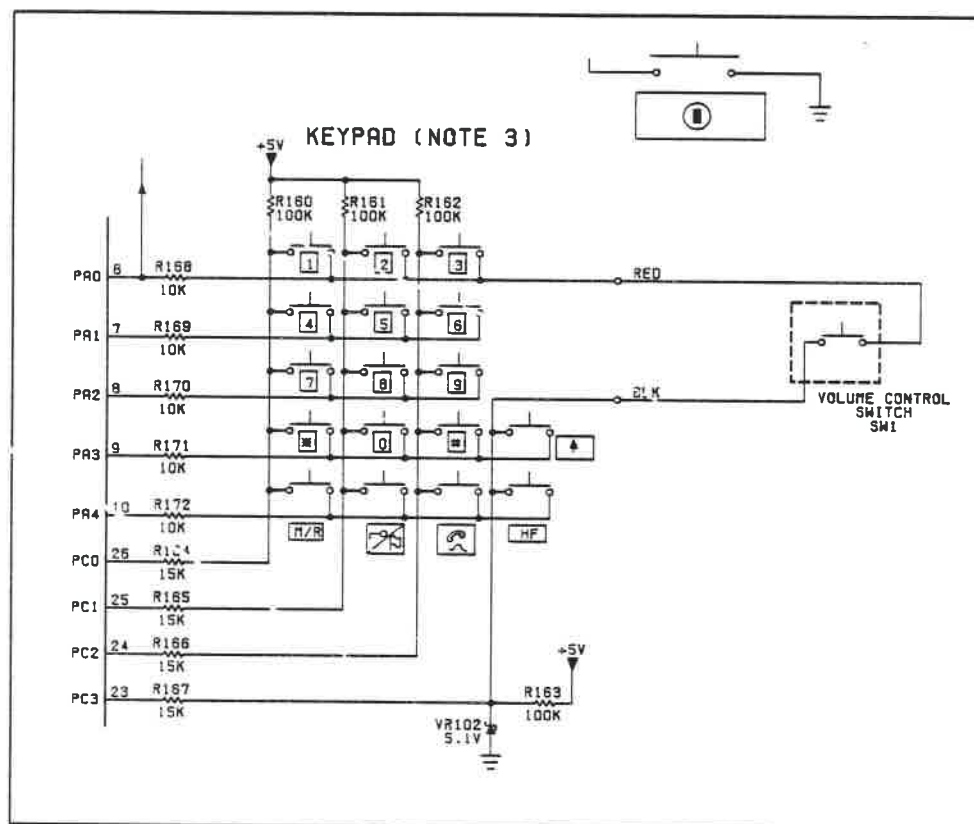 KEYPAD (NOTE 3)
+5V
R160 R161 R162
100K 100K 100K
1 2 3
PA0 6 R168
10K
RED
4 5 6
PA1 7 R169
10K
7 8 9
PA2 8 R170
10K
BLK
VOLUME CONTROL
SWITCH
SW1
0 #
PA3 9 R171
10K
PA4 10 R172
10K
M/R HF
PC0 26
15K
PC1 25 R165
15K
PC2 24 R166
15K
+5V
PC3 23 R167
15K
R163
100K
VR102
5.1V